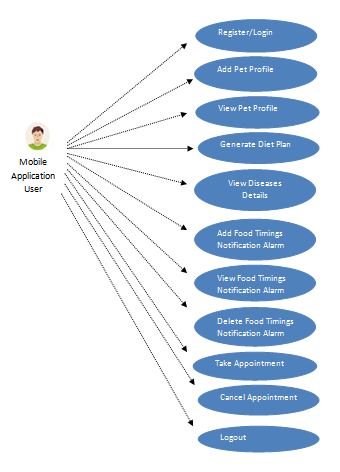 Register/Login
Add Pet Profile
View Pet Profile
Mobile
Application
User
Generate Diet Plan
View Diseases
Details
Add Food Timings
Notification Alarm
View Food Timings
Notification Alarm
Delete Food Timings
Notification Alarm
Take Appointment
Cancel Appointment
Logout